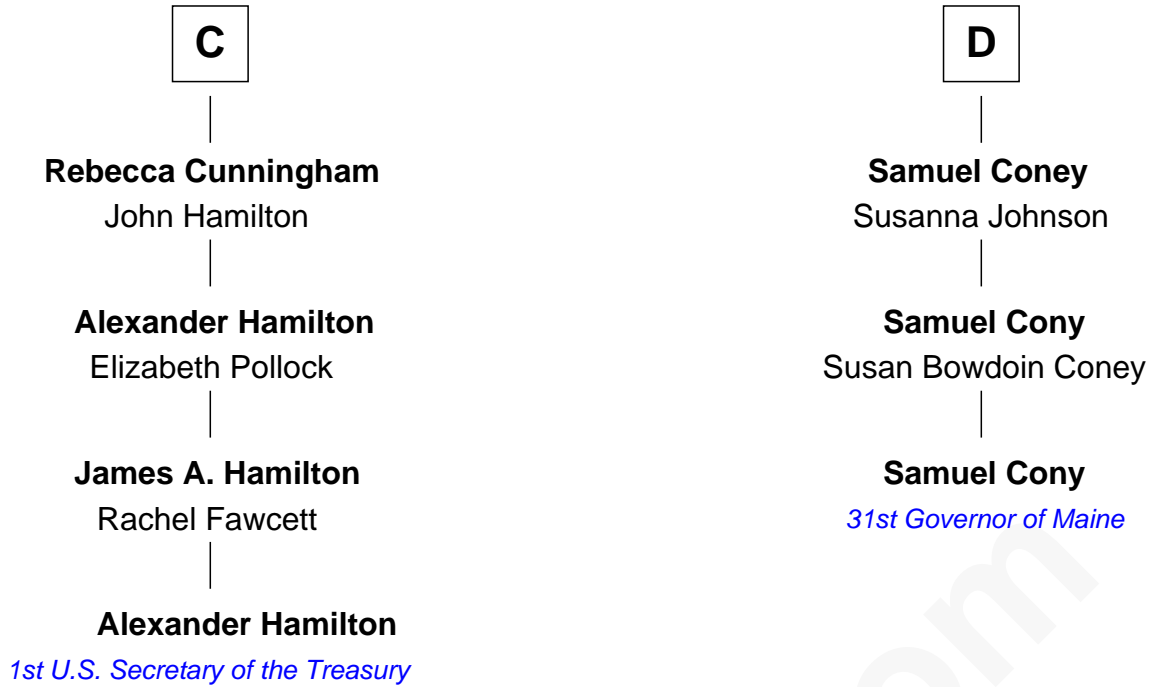 C
Rebecca Cunningham
John Hamilton
Alexander Hamilton
Elizabeth Pollock
James A. Hamilton
Rachel Fawcett
Alexander Hamilton
1st U.S. Secretary of the Treasury
D
Samuel Coney
Susanna Johnson
Samuel Cony
Susan Bowdoin Coney
Samuel Cony
31st Governor of Maine
om